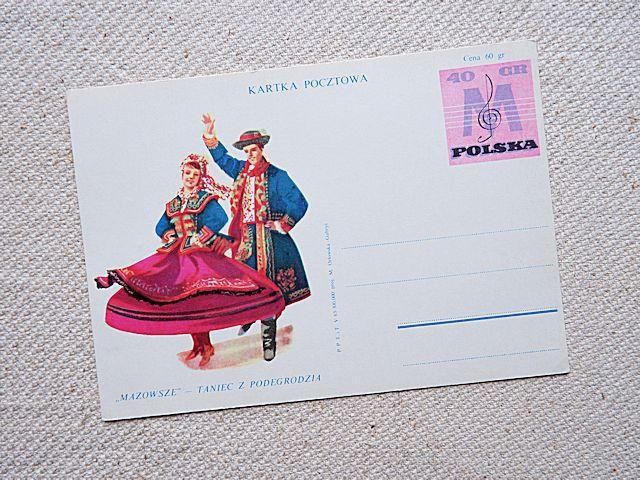 Cena 60 gr
KARTKA POCZTOWA
40 GR
M
POLSKA
„MAZOWSZE" — TANIEC Z PODEGRODZIA